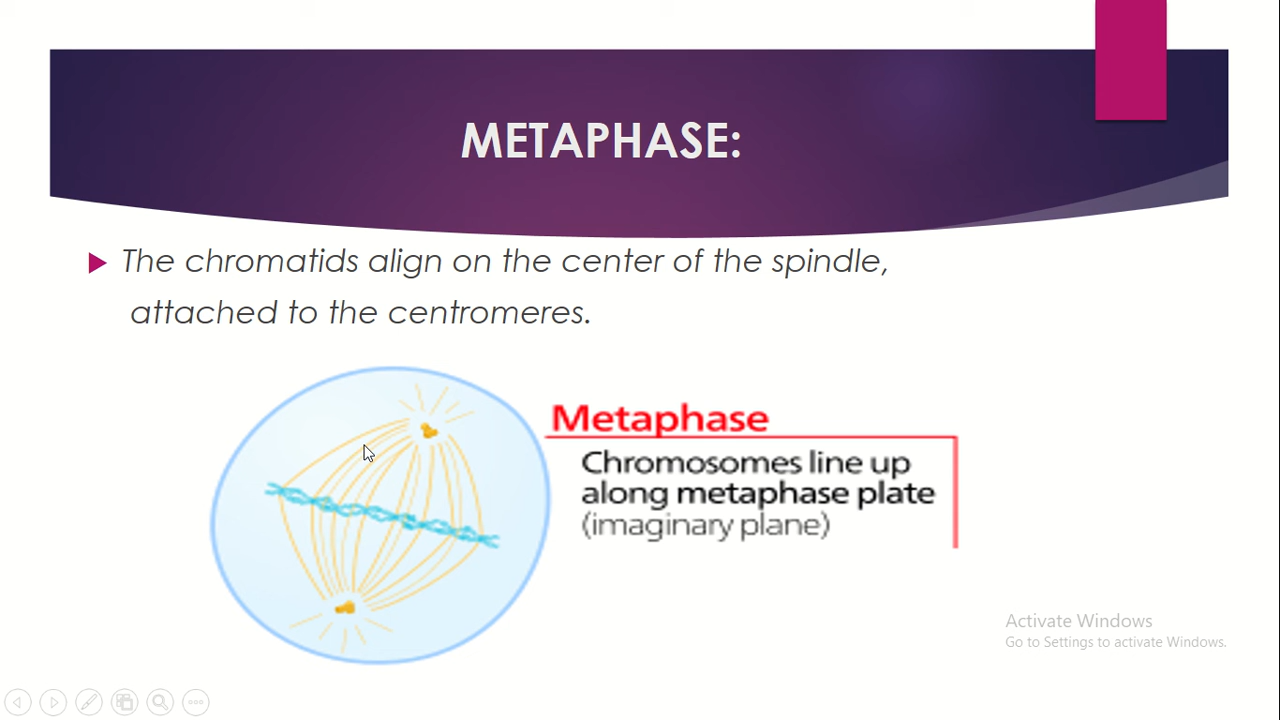 METAPHASE:
The chromatids align on the center of the spindle,
attached to the centromeres.
Metaphase
Chromosomes line up
along metaphase plate
(imaginary plane)
Activate Windows
Go to Settings to activate Windows.